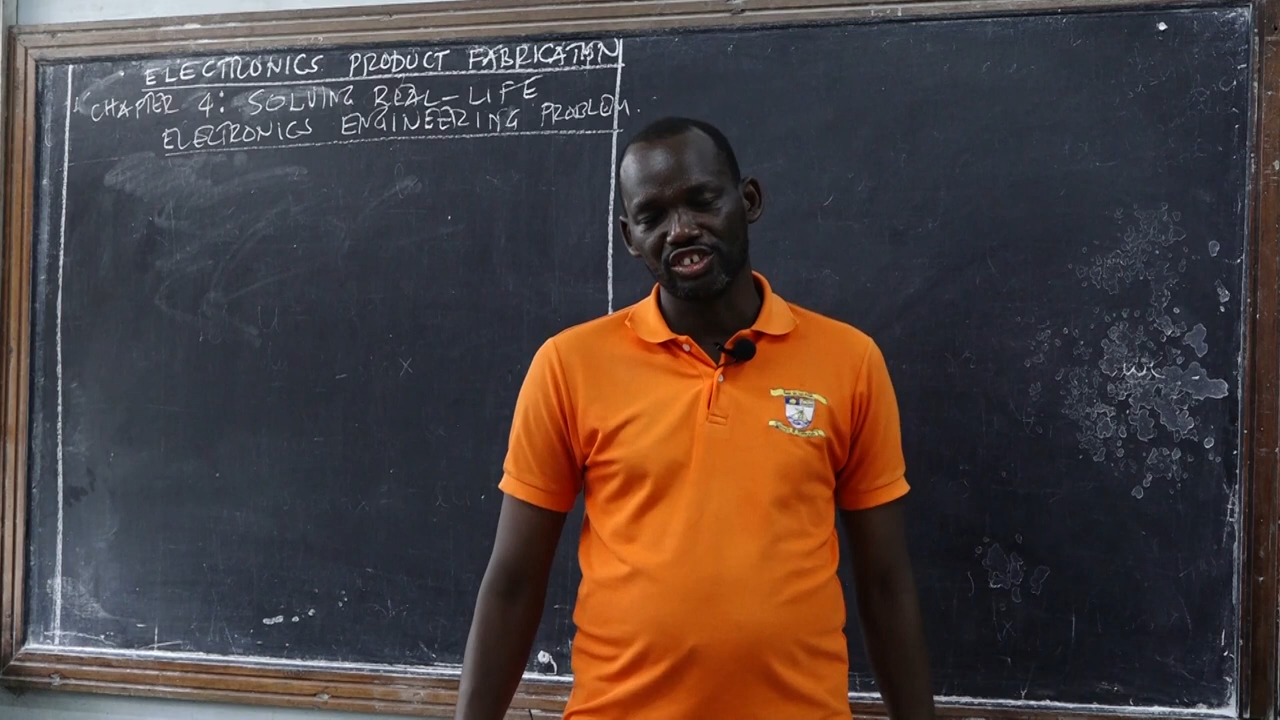 ELECTRONICS PRODUCT FABRICATION
CHAPTER 4: SOLVING REAL-LIFE
ELECTRONICS ENGINEERING PROBLEM.